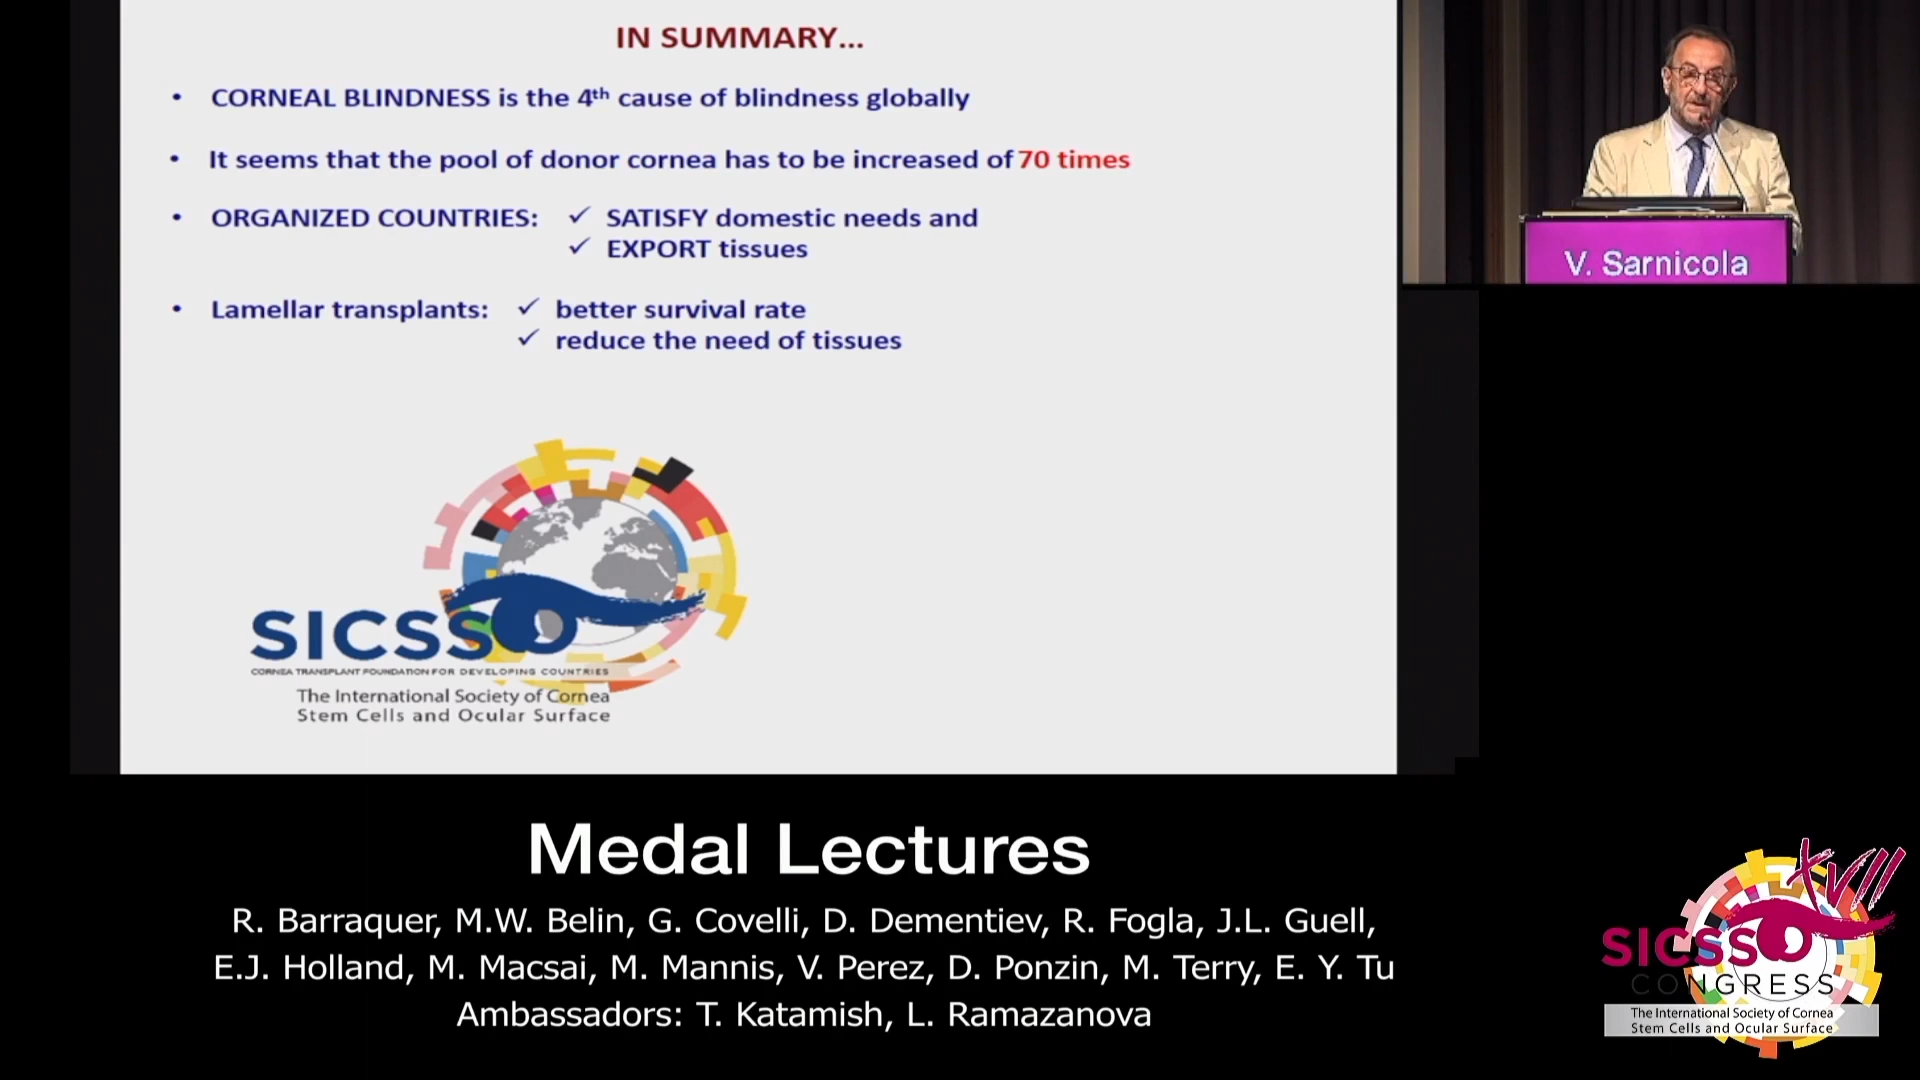 IN SUMMARY...
• CORNEAL BLINDNESS is the 4th cause of blindness globally
• It seems that the pool of donor cornea has to be increased of 70 times
• ORGANIZED COUNTRIES: ✓ SATISFY domestic needs and
✓ EXPORT tissues
• Lamellar transplants: ✓ better survival rate
✓ reduce the need of tissues
SICSSO
CORNEA TRANSPLANT FOUNDATION FOR DEVELOPING COUNTRIES
The International Society of Cornea
Stem Cells and Ocular Surface
V. Sarnicola
Medal Lectures
R. Barraquer, M.W. Belin, G. Covelli, D. Dementiev, R. Fogla, J.L. Guell,
E.J. Holland, M. Macsai, M. Mannis, V. Perez, D. Ponzin, M. Terry, E. Y. Tu
Ambassadors: T. Katamish, L. Ramazanova
XVII
SICSSO
CONGRESS
The International Society of Cornea
Stem Cells and Ocular Surface